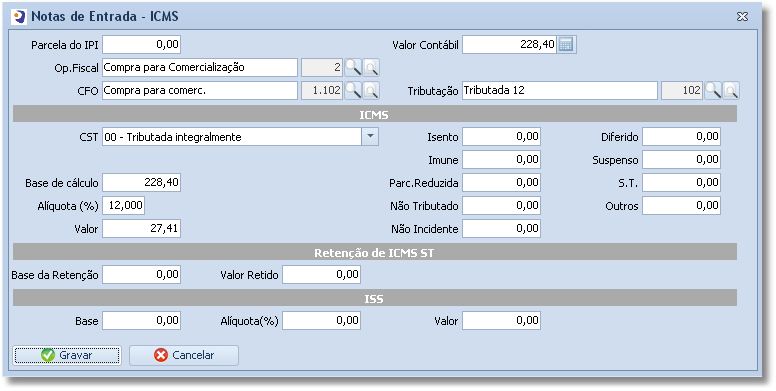 Notas de Entrada - ICMS
Parcela do IPI 0,00 Valor Contábil 228,40
Op.Fiscal Compra para Comercialização 2
CFO Compra para comerc. 1.102 Tributação Tributada 12 102
ICMS
CST 00 - Tributada integralmente Isento 0,00 Diferido 0,00
Imune 0,00 Suspenso 0,00
Base de cálculo 228,40 Parc.Reduzida 0,00 S.T. 0,00
Alíquota (%) 12,000 Não Tributado 0,00 Outros 0,00
Valor 27,41 Não Incidente 0,00
Retenção de ICMS ST
Base da Retenção 0,00 Valor Retido 0,00
ISS
Base 0,00 Alíquota(%) 0,00 Valor 0,00
Gravar Cancelar